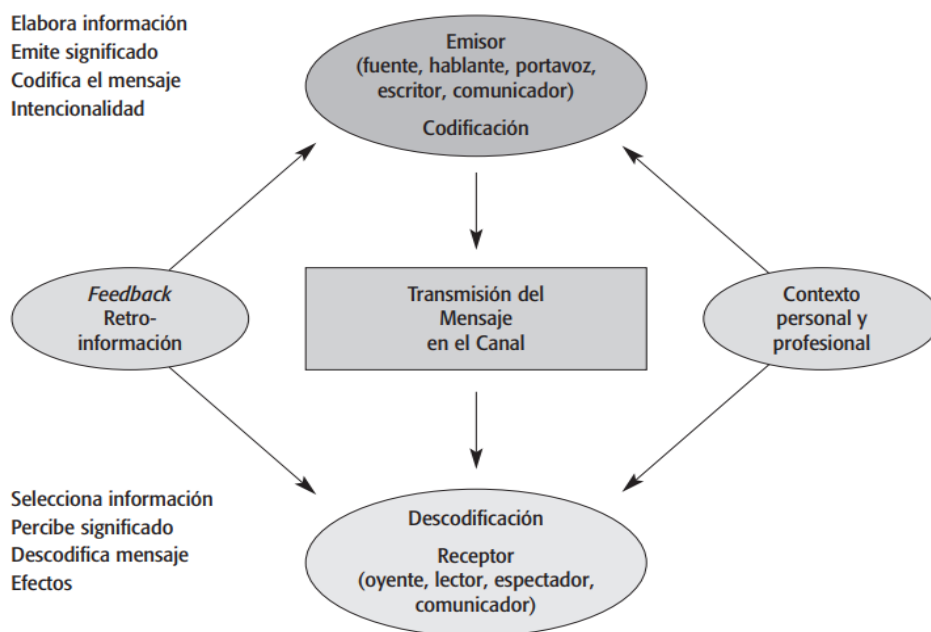 Elabora información
Emite significado
Codifica el mensaje
Intencionalidad
Emisor
(fuente, hablante, portavoz,
escritor, comunicador)
Codificación
Feedback
Retro-
información
Transmisión del
Mensaje
en el Canal
Contexto
personal y
profesional
Selecciona información
Percibe significado
Descodifica mensaje
Efectos
Descodificación
Receptor
(oyente, lector, espectador,
comunicador)